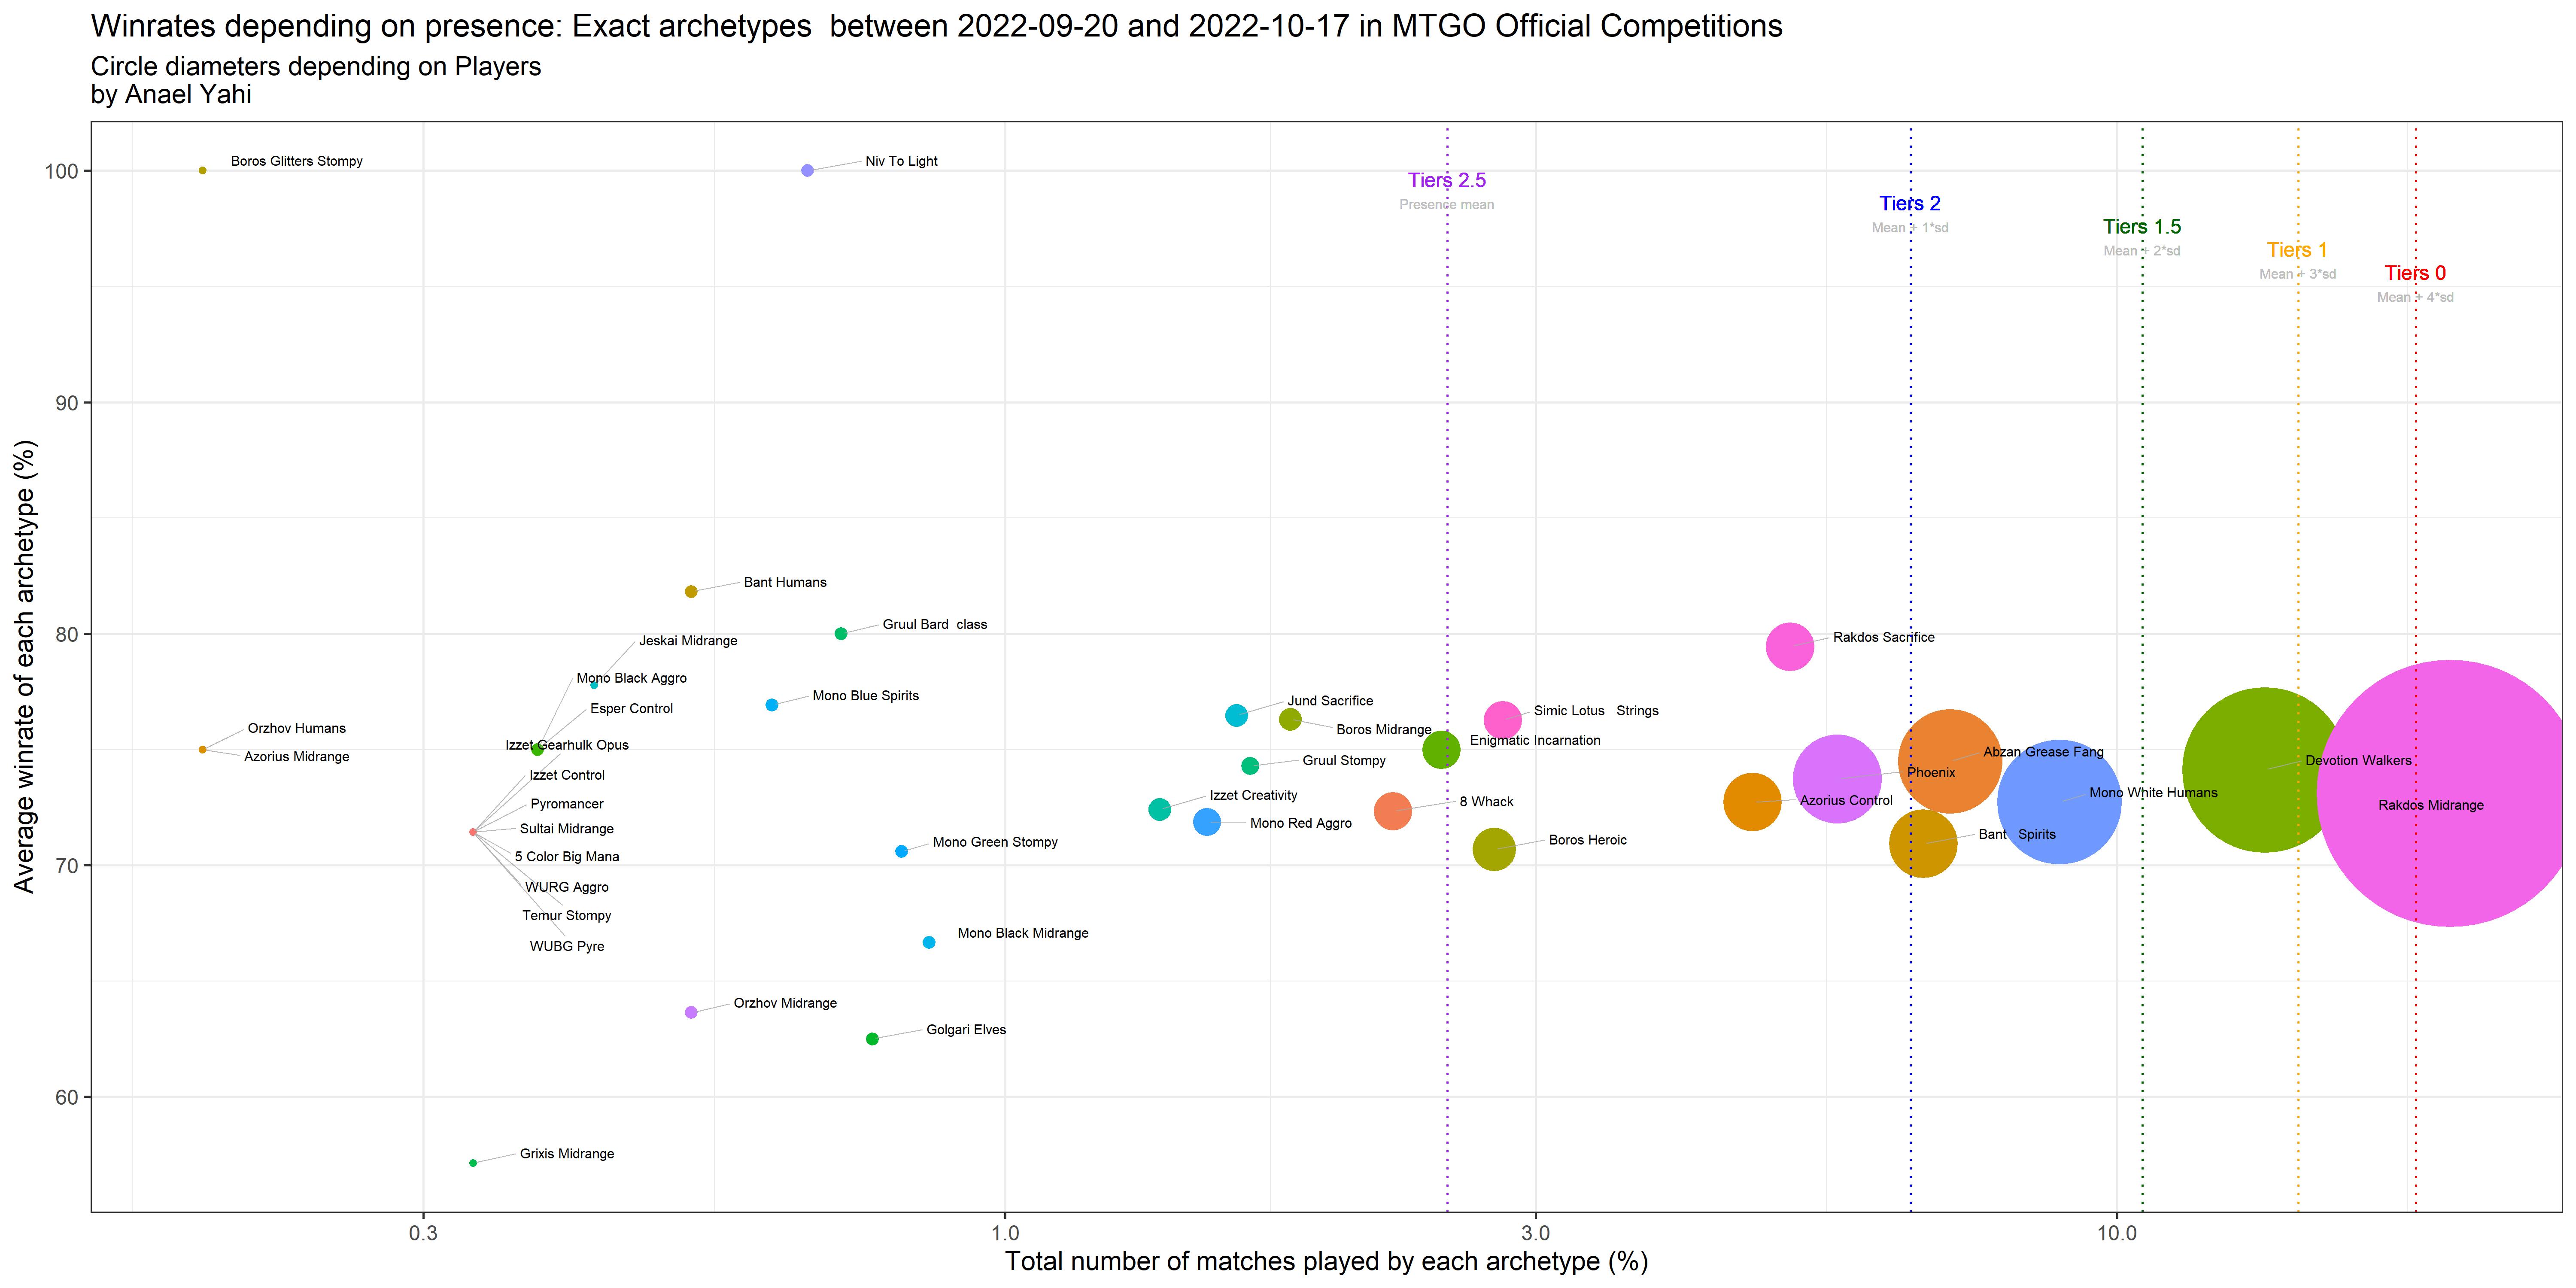 Winrates depending on presence: Exact archetypes  between 2022-09-20 and 2022-10-17 in MTGO Official Competitions
Circle diameters depending on Players
by Anael Yahi
Average winrate of each archetype (%)
100
90
80
70
60
Boros Glitters Stompy
Niv To Light
Tiers 2.5
Presence mean
Tiers 2
Mean + 1*sd
Tiers 1.5
Mean + 2*sd
Tiers 1
Mean + 3*sd
Tiers 0
Mean + 4*sd
Bant Humans
Gruul Bard  class
Jeskai Midrange
Rakdos Sacrifice
Mono Black Aggro
Mono Blue Spirits
Jund Sacrifice
Esper Control
Simic Lotus   Strings
Orzhov Humans
Boros Midrange
Enigmatic Incarnation
Izzet Gearhulk Opus
Abzan Grease Fang
Azorius Midrange
Gruul Stompy
Devotion Walkers
Izzet Control
Phoenix
Mono White Humans
Izzet Creativity
Azorius Control
8 Whack
Pyromancer
Rakdos Midrange
Mono Red Aggro
Sultai Midrange
Bant   Spirits
Boros Heroic
Mono Green Stompy
5 Color Big Mana
WURG Aggro
Temur Stompy
Mono Black Midrange
WUBG Pyre
Orzhov Midrange
Golgari Elves
Grixis Midrange
0.3
1.0
3.0
10.0
Total number of matches played by each archetype (%)